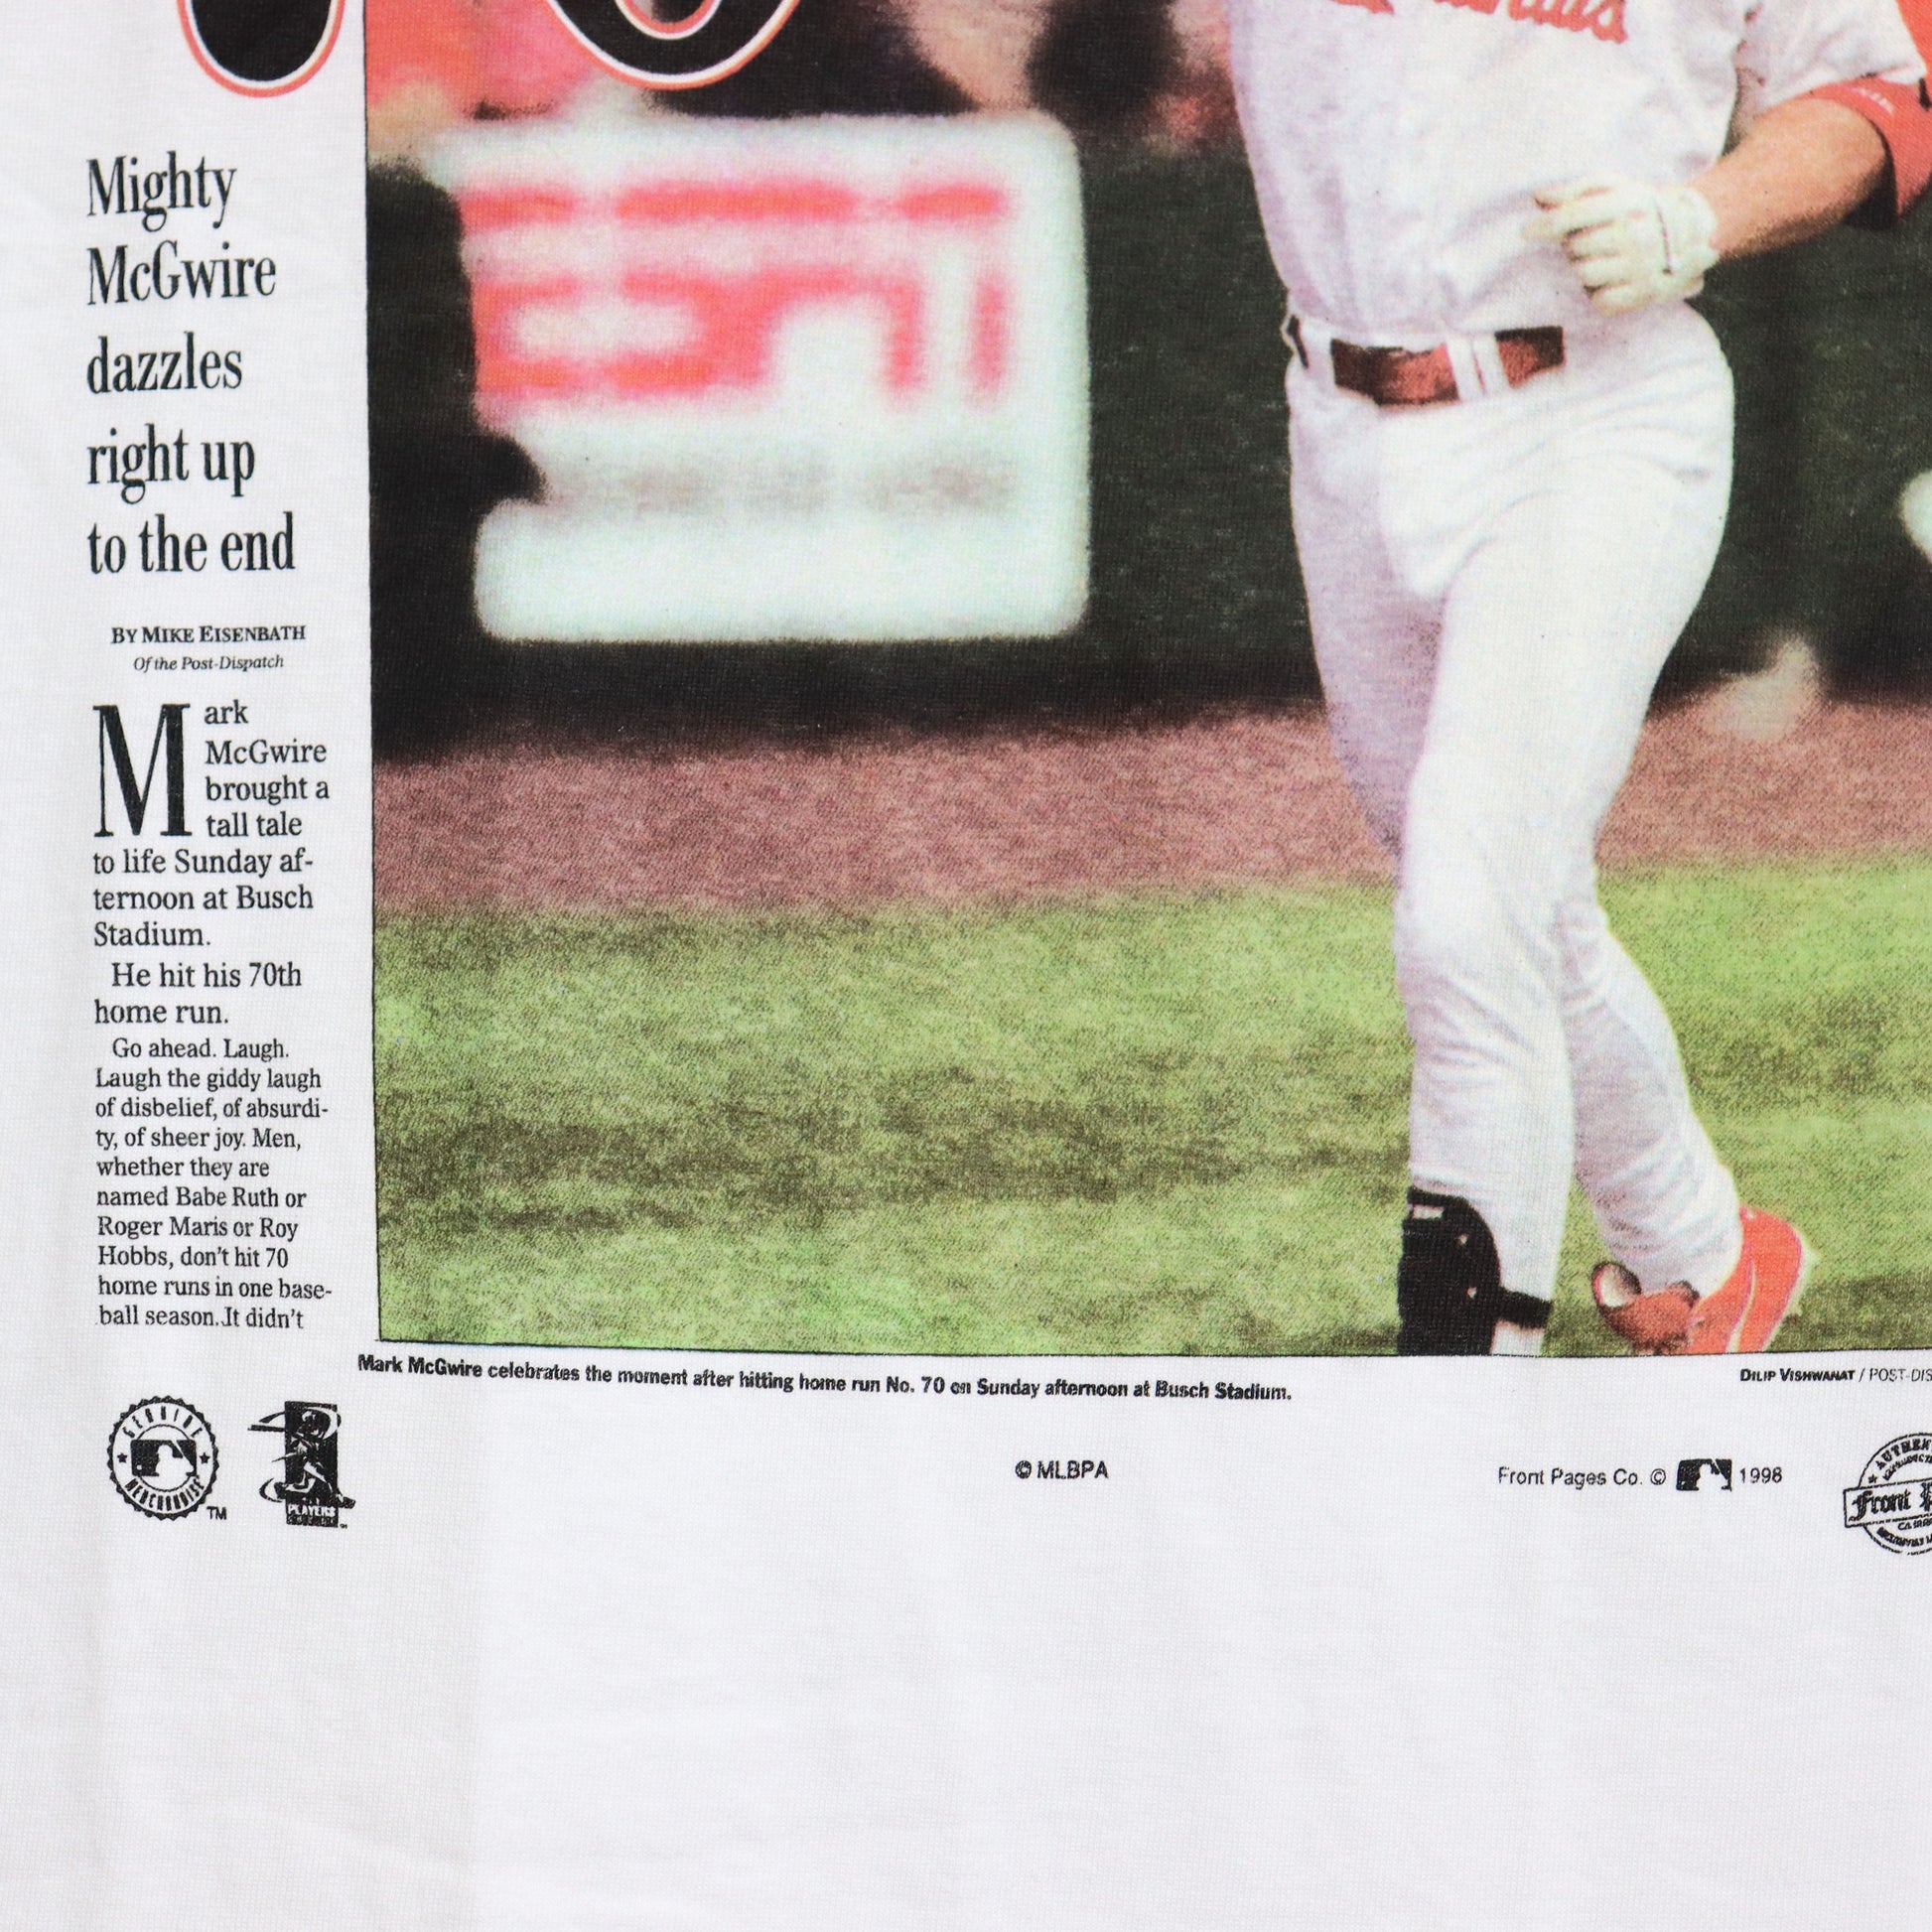 Mighty
McGwire
dazzles
right up
to the end
BY MIKE EISENBATH
Of the Post-Dispatch
Mark
McGwire
brought a
tall tale
to life Sunday af-
ternoon at Busch
Stadium.
He hit his 70th
home run.
Go ahead. Laugh.
Laugh the giddy laugh
of disbelief, of absurdi-
ty, of sheer joy. Men,
whether they are
named Babe Ruth or
Roger Maris or Roy
Hobbs, don't hit 70
home runs in one base-
ball season. It didn't
Mark McGwire celebrates the moment after hitting home run No. 70 on Sunday afternoon at Busch Stadium.
DILIP VISHWANAT / POST-DIS
GENUINE
MERCHANDISE
TM
PLAYERS
© MLBPA
Front Pages Co. © 1998
Front